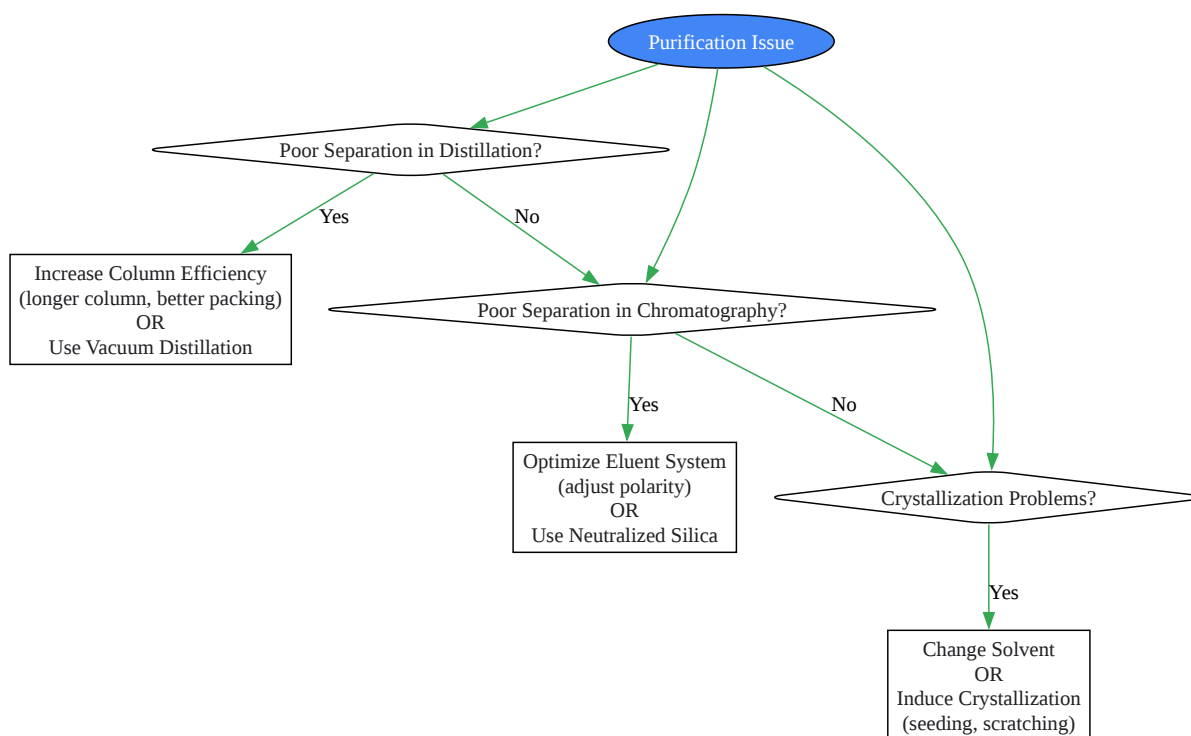 Purification Issue
Poor Separation in Distillation?
Yes
No
Increase Column Efficiency
(longer column, better packing)
OR
Use Vacuum Distillation
Poor Separation in Chromatography?
Yes
No
Optimize Eluent System
(adjust polarity)
OR
Use Neutralized Silica
Crystallization Problems?
Yes
Change Solvent
OR
Induce Crystallization
(seeding, scratching)